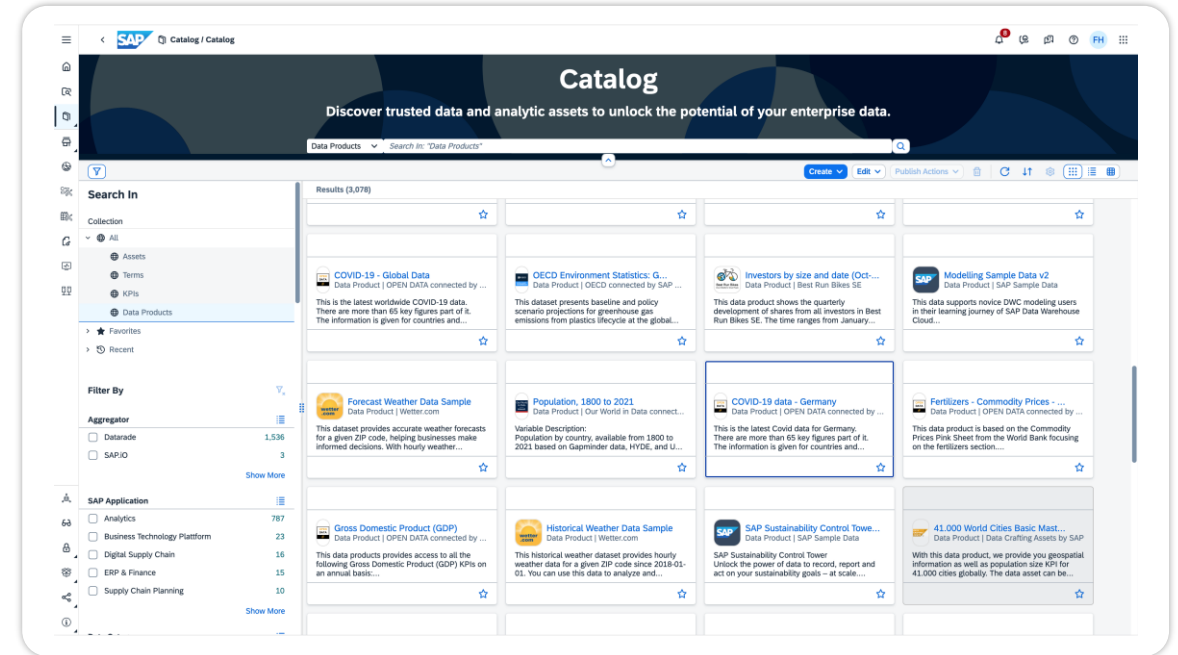 SAP
Catalog / Catalog
8
FH
Catalog
Discover trusted data and analytic assets to unlock the potential of your enterprise data.
Data Products
Search In: "Data Products"
Create
Edit
Publish Actions
Search In
Collection
All
Assets
Terms
KPIs
Data Products
Favorites
Recent
Filter By
Aggregator
Datarade 1,536
SAP.iO 3
Show More
SAP Application
Analytics 787
Business Technology Plattform 23
Digital Supply Chain 16
ERP & Finance 15
Supply Chain Planning 10
Show More
Results (3,078)
COVID-19 - Global Data
Data Product | OPEN DATA connected by ...
This is the latest worldwide COVID-19 data.
There are more than 65 key figures part of it.
The information is given for countries and...
OECD Environment Statistics: G...
Data Product | OECD connected by SAP ...
This dataset presents baseline and policy
scenario projections for greenhouse gas
emissions from plastics lifecycle at the global...
Investors by size and date (Oct-...
Data Product | Best Run Bikes SE
This data product shows the quarterly
development of shares from all investors in Best
Run Bikes SE. The time ranges from January...
SAP
Modelling Sample Data v2
Data Product | SAP Sample Data
This data supports novice DWC modeling users
in their learning journey of SAP Data Warehouse
Cloud...
wetter
.com
Forecast Weather Data Sample
Data Product | Wetter.com
This dataset provides accurate weather forecasts
for a given ZIP code, helping businesses make
informed decisions. With hourly weather...
Population, 1800 to 2021
Data Product | Our World in Data connect...
Variable Description:
Population by country, available from 1800 to
2021 based on Gapminder data, HYDE, and U...
COVID-19 data - Germany
Data Product | OPEN DATA connected by ...
This is the latest Covid data for Germany.
There are more than 65 key figures part of it.
The information is given for countries and...
Fertilizers - Commodity Prices - ...
Data Product | OPEN DATA connected by ...
This data product is based on the Commodity
Prices Pink Sheet from the World Bank focusing
on the fertilizers section....
Gross Domestic Product (GDP)
Data Product | OPEN DATA connected by ...
This data products provides access to all the
following Gross Domestic Product (GDP) KPIs on
an annual basis:...
wetter
.com
Historical Weather Data Sample
Data Product | Wetter.com
This historical weather dataset provides hourly
weather data for a given ZIP code since 2018-01-
01. You can use this data to analyze and...
SAP
SAP Sustainability Control Towe...
Data Product | SAP Sample Data
SAP Sustainability Control Tower
Unlock the power of data to record, report and
act on your sustainability goals – at scale....
41.000 World Cities Basic Mast...
Data Product | Data Crafting Assets by SAP
With this data product, we provide you geospatial
information as well as population size KPI for
41.000 cities globally. The data asset can be...